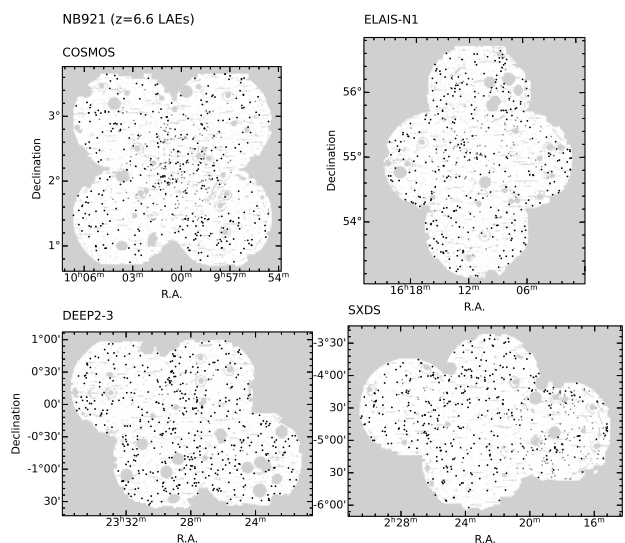 NB921 (z=6.6 LAEs)
COSMOS
3°
2°
1°
Declination
10ʰ06ᵐ 03ᵐ 00ᵐ 9ʰ57ᵐ 54ᵐ
R.A.
ELAIS-N1
56°
55°
54°
Declination
16ʰ18ᵐ 12ᵐ 06ᵐ
R.A.
DEEP2-3
1°00'
0°30'
00'
-0°30'
-1°00'
30'
Declination
23ʰ32ᵐ 28ᵐ 24ᵐ
R.A.
SXDS
-3°30'
-4°00'
30'
-5°00'
30'
-6°00'
2ʰ28ᵐ 24ᵐ 20ᵐ 16ᵐ
R.A.